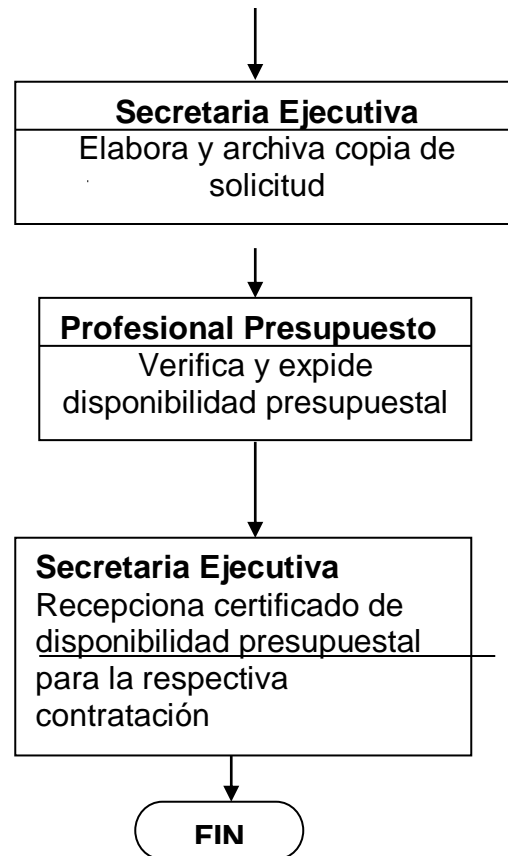 Secretaria Ejecutiva
Elabora y archiva copia de
solicitud
Profesional Presupuesto
Verifica y expide
disponibilidad presupuestal
Secretaria Ejecutiva
Recepciona certificado de
disponibilidad presupuestal
para la respectiva
contratación
FIN